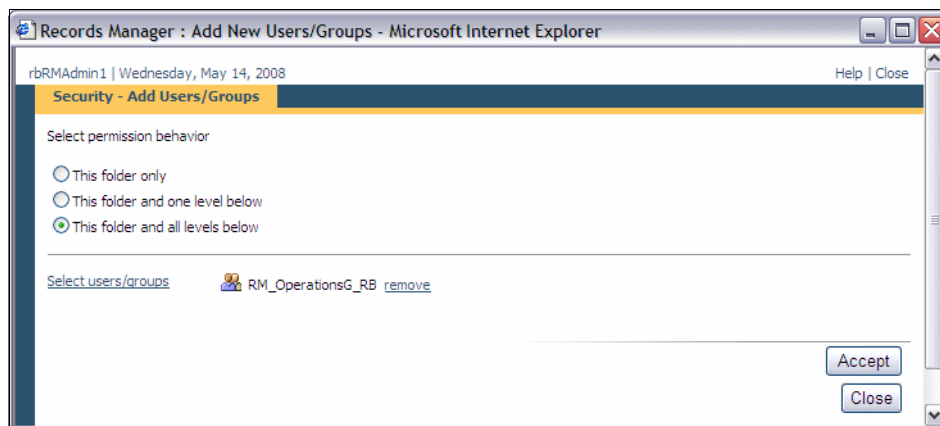 Records Manager : Add New Users/Groups - Microsoft Internet Explorer
rbRMAdmin1 | Wednesday, May 14, 2008 Help | Close
Security - Add Users/Groups
Select permission behavior
This folder only
This folder and one level below
This folder and all levels below
Select users/groups RM_OperationsG_RB remove
Accept
Close